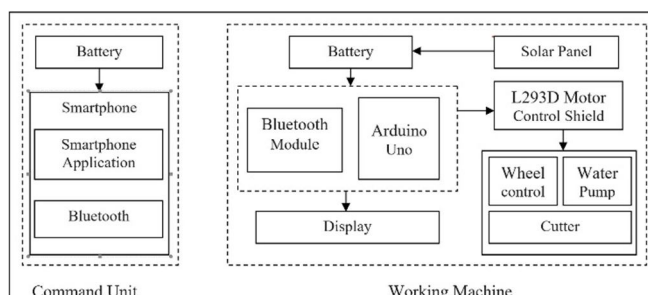 Battery
Smartphone
Smartphone
Application
Bluetooth
Command Unit
Battery
Solar Panel
Bluetooth
Module
Arduino
Uno
L293D Motor
Control Shield
Wheel
control
Water
Pump
Cutter
Display
Working Machine